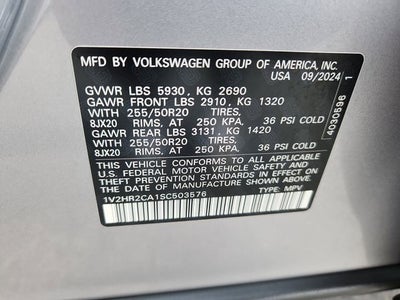 MFD BY VOLKSWAGEN GROUP OF AMERICA, INC.
USA 09/2024
GVWR LBS 5930, KG 2690
GAWR FRONT LBS 2910, KG 1320
WITH 255/50R20 TIRES,
8JX20 RIMS, AT 250 KPA, 36 PSI COLD
GAWR REAR LBS 3131, KG 1420
WITH 255/50R20 TIRES,
8JX20 RIMS, AT 250 KPA, 36 PSI COLD
THIS VEHICLE CONFORMS TO ALL APPLICABLE
U.S. FEDERAL MOTOR VEHICLE SAFETY AND
THEFT PREVENTION STANDARDS IN EFFECT
ON THE DATE OF MANUFACTURE SHOWN ABOVE.
1V2HR2CA1SC503576 TYPE: MPV
4030696 1